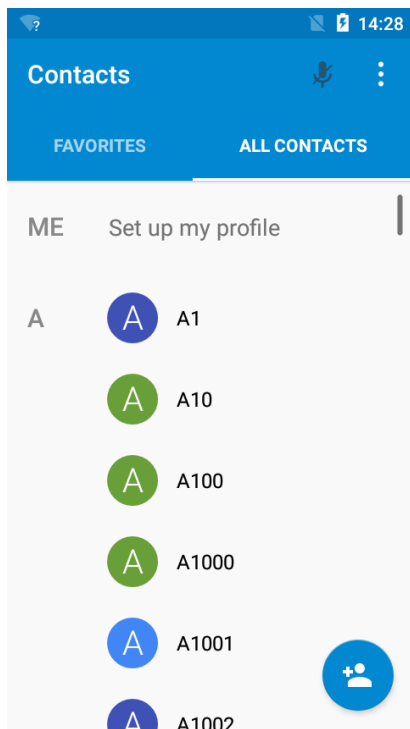 14:28
Contacts
FAVORITES
ALL CONTACTS
ME
Set up my profile
A
A
A1
A
A10
A
A100
A
A1000
A
A1001
A
A1002